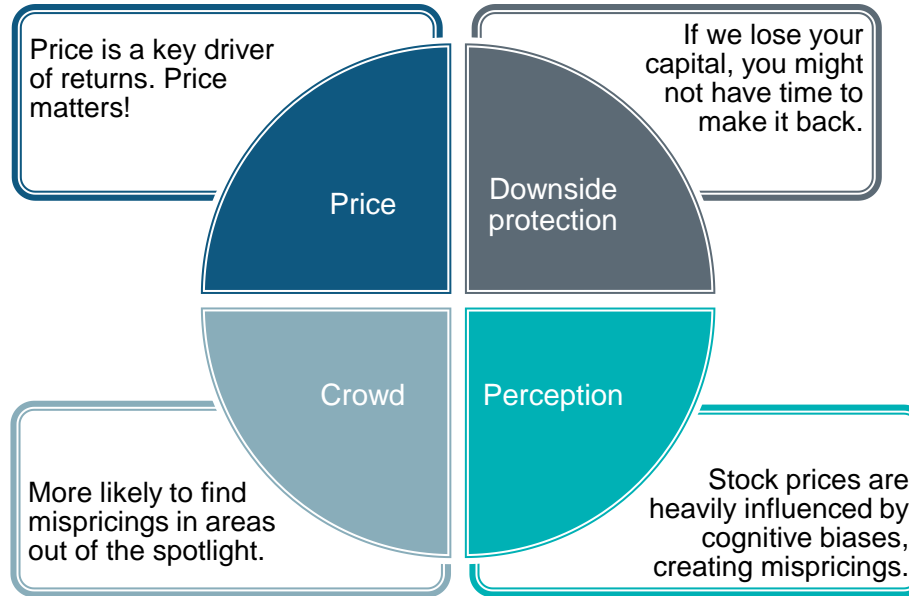 Price is a key driver
of returns. Price
matters!
If we lose your
capital, you might
not have time to
make it back.
Price
Downside
protection
Crowd
Perception
More likely to find
mispricings in areas
out of the spotlight.
Stock prices are
heavily influenced by
cognitive biases,
creating mispricings.